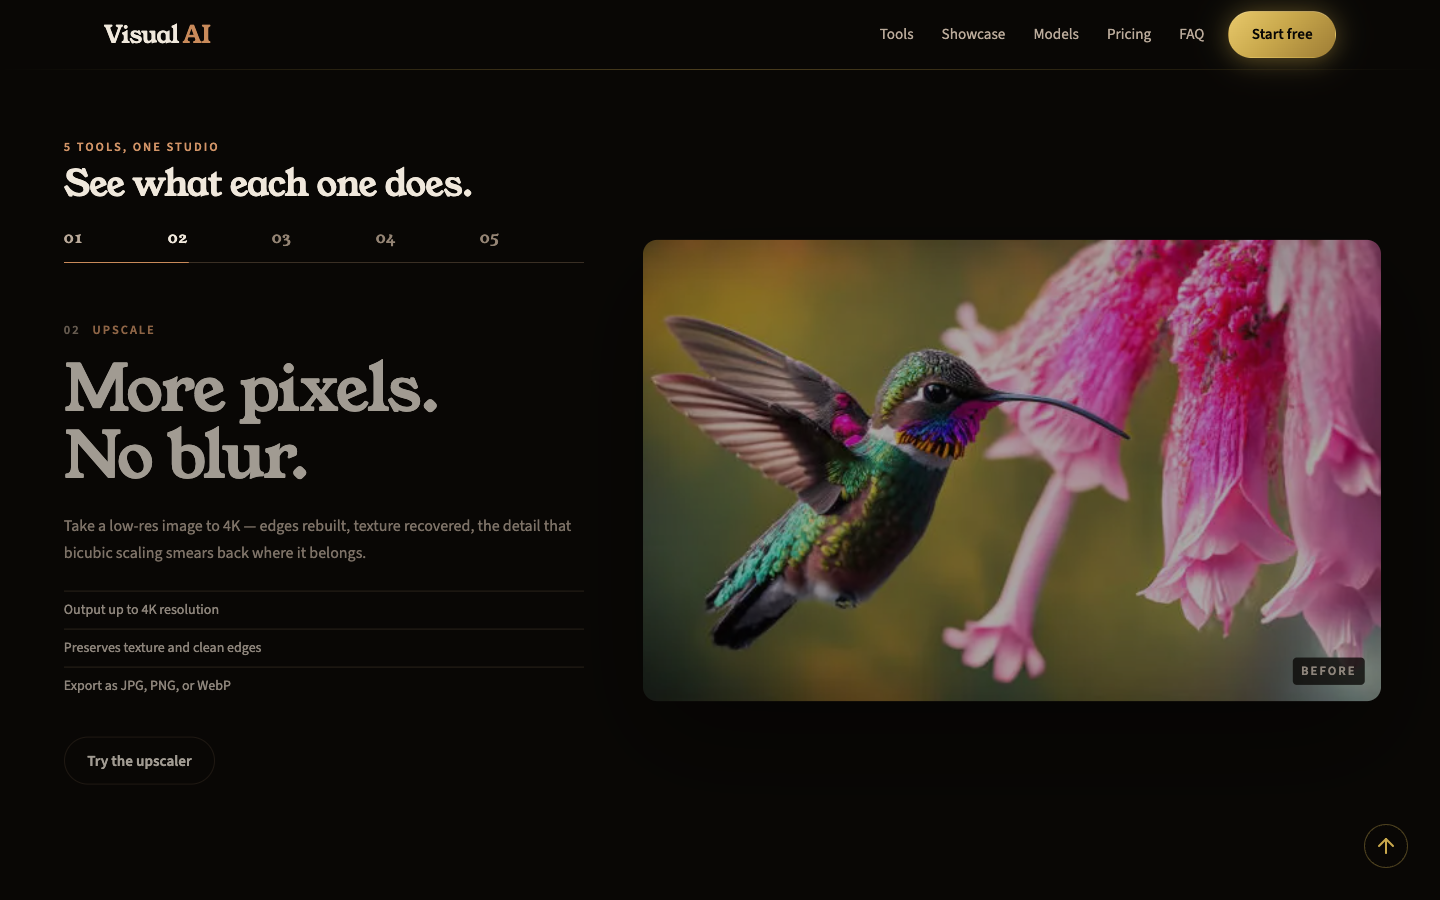 Visual AI
Tools
Showcase
Models
Pricing
FAQ
Start free
5 TOOLS, ONE STUDIO
See what each one does.
01
02
03
04
05
02 UPSCALE
More pixels.
No blur.
Take a low-res image to 4K — edges rebuilt, texture recovered, the detail that
bicubic scaling smears back where it belongs.
Output up to 4K resolution
Preserves texture and clean edges
Export as JPG, PNG, or WebP
Try the upscaler
BEFORE